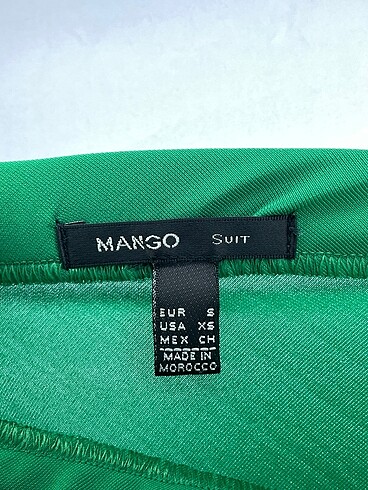 MANGO SUIT
EUR S
USA XS
MEX CH
MADE IN
MOROCCO